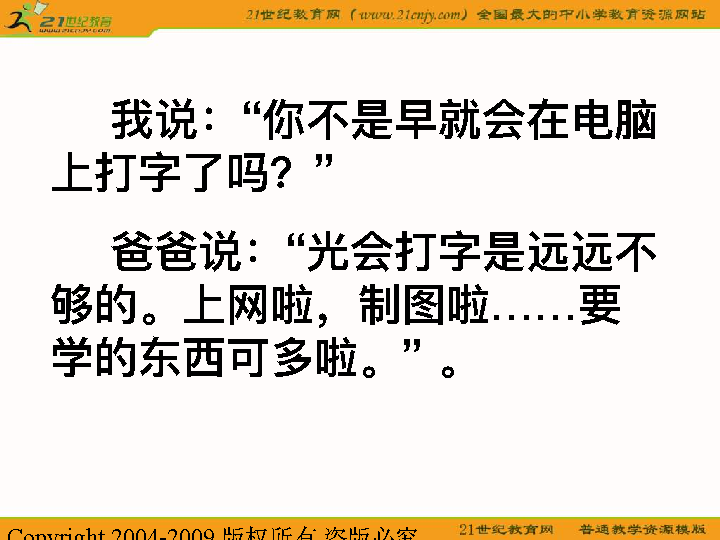 21世纪教育
www.21cnjy.com
21世纪教育网（www.21cnjy.com）全国最大的中小学教育资源网站
我说：“你不是早就会在电脑
上打字了吗？”
爸爸说：“光会打字是远远不
够的。上网啦，制图啦……要
学的东西可多啦。”。
21世纪教育网 普通教学资源模版
Copyright 2004-2009 版权所有 盗版必究